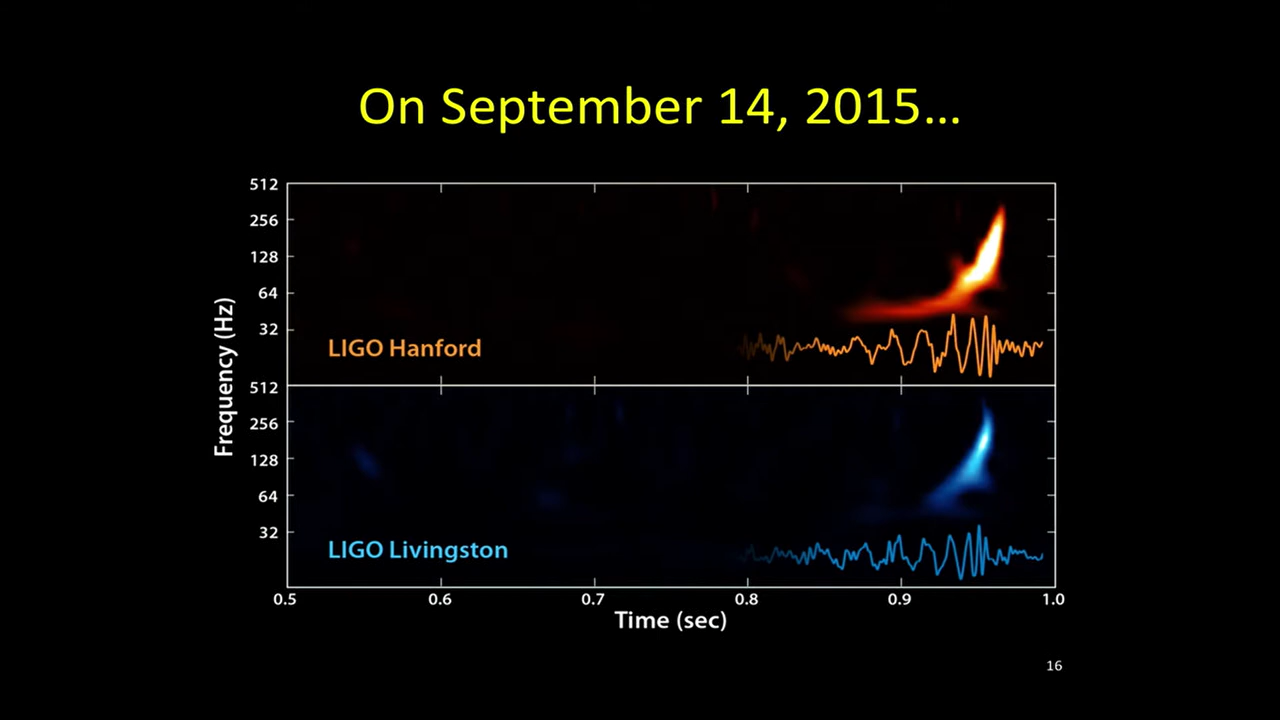 On September 14, 2015...
512
256
128
64
32
LIGO Hanford
512
256
128
64
32
LIGO Livingston
Frequency (Hz)
0.5 0.6 0.7 0.8 0.9 1.0
Time (sec)
16